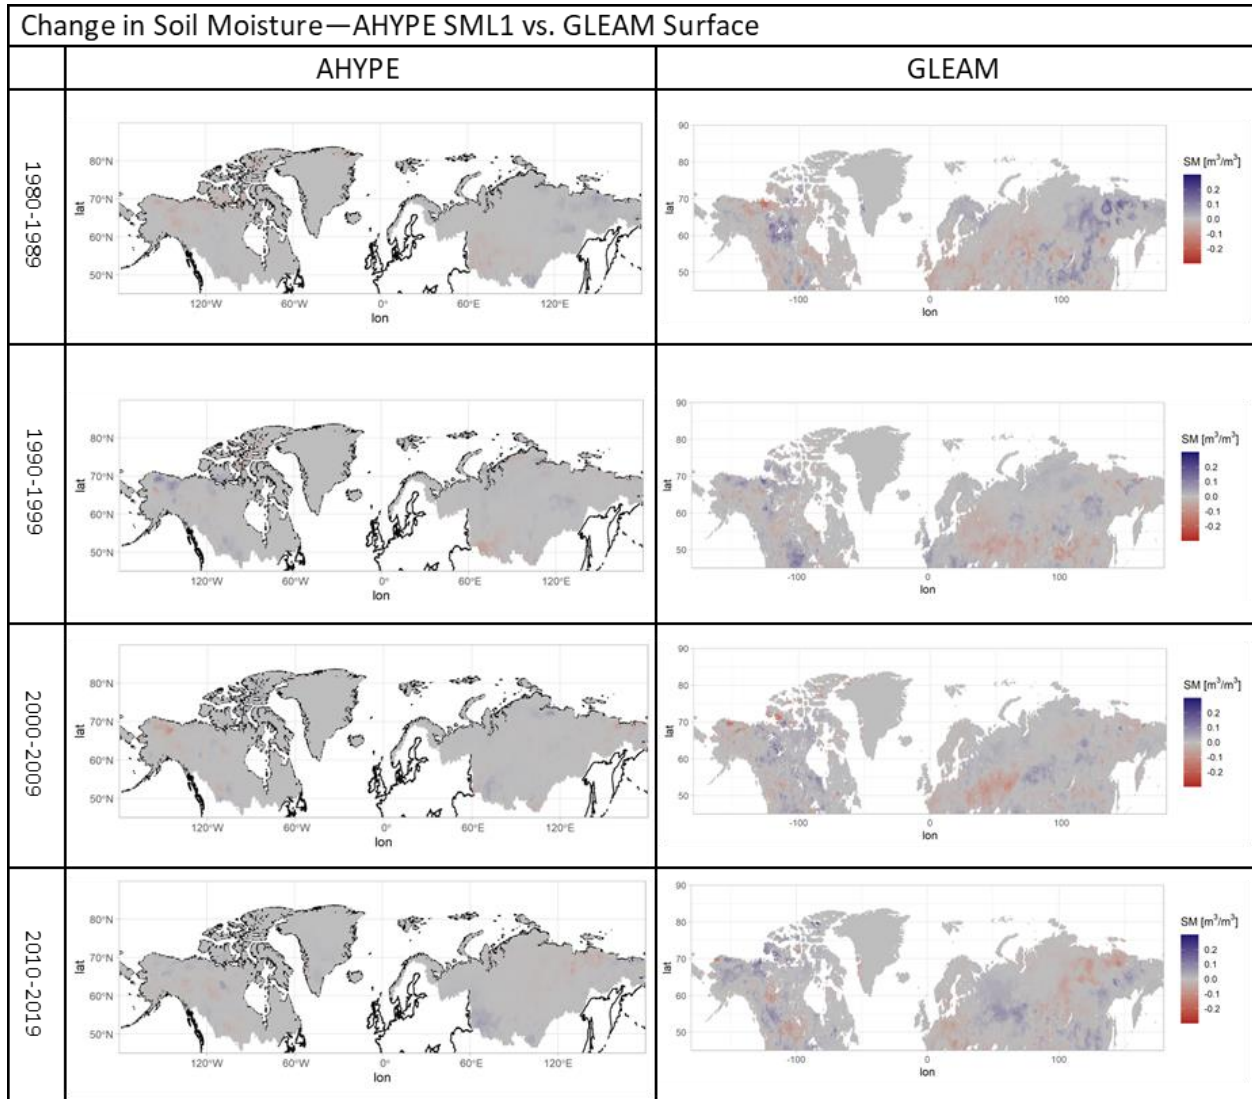 Change in Soil Moisture—AHYPE SML1 vs. GLEAM Surface
AHYPE GLEAM
1980-1989
80°N
70°N
60°N
50°N
lat
120°W 60°W 0° 60°E 120°E
lon
90
80
70
60
50
lat
-100 0 100
lon
SM [m³/m³]
0.2
0.1
0.0
-0.1
-0.2
1990-1999
80°N
70°N
60°N
50°N
lat
120°W 60°W 0° 60°E 120°E
lon
90
80
70
60
50
lat
-100 0 100
lon
SM [m³/m³]
0.2
0.1
0.0
-0.1
-0.2
2000-2009
80°N
70°N
60°N
50°N
lat
120°W 60°W 0° 60°E 120°E
lon
90
80
70
60
50
lat
-100 0 100
lon
SM [m³/m³]
0.2
0.1
0.0
-0.1
-0.2
2010-2019
80°N
70°N
60°N
50°N
lat
120°W 60°W 0° 60°E 120°E
lon
90
80
70
60
50
lat
-100 0 100
lon
SM [m³/m³]
0.2
0.1
0.0
-0.1
-0.2